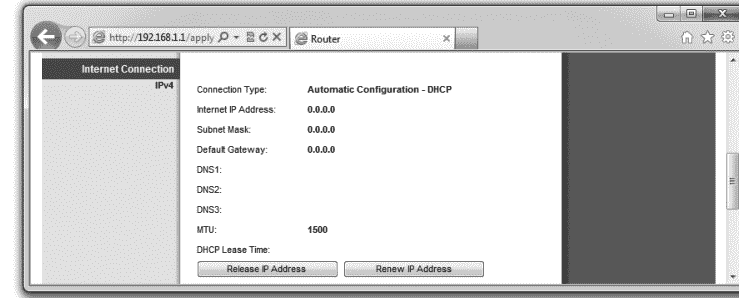 http://192.168.1.1/apply
Router
Internet Connection
IPv4
Connection Type: Automatic Configuration - DHCP
Internet IP Address: 0.0.0.0
Subnet Mask: 0.0.0.0
Default Gateway: 0.0.0.0
DNS1:
DNS2:
DNS3:
MTU: 1500
DHCP Lease Time:
Release IP Address Renew IP Address